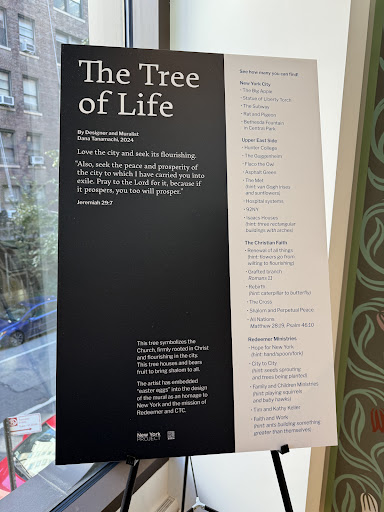 The Tree
of Life
By Designer and Muralist
Dana Tanamachi, 2024
Love the city and seek its flourishing.
"Also, seek the peace and prosperity of
the city to which I have carried you into
exile. Pray to the Lord for it, because if
it prospers, you too will prosper."
Jeremiah 29:7
This tree symbolizes the
Church, firmly rooted in Christ
and flourishing in the city.
This tree houses and bears
fruit to bring shalom to all.
The artist has embedded
"easter eggs" into the design
of the mural as an homage to
New York and the mission of
Redeemer and CTC.
New York
PROJECT
See how many you can find!
New York City
• The Big Apple
• Statue of Liberty Torch
• The Subway
• Rat and Pigeon
• Bethesda Fountain
in Central Park
Upper East Side
• Hunter College
• The Guggenheim
• Flaco the Owl
• Asphalt Green
• The Met
(hint: van Gogh trees
and sunflowers)
• Hospital systems
• 92NY
• Isaacs Houses
(hint: three rectangular
buildings with arches)
The Christian Faith
• Renewal of all things
(hint: flowers go from
wilting to flourishing)
• Grafted branch
Romans 11
• Rebirth
(hint: caterpillar to butterfly)
• The Cross
• Shalom and Perpetual Peace
• All Nations
Matthew 28:19, Psalm 46:10
Redeemer Ministries
• Hope for New York
(hint: hand/spoon/fork)
• City to City
(hint: seeds sprouting
and trees being planted)
• Family and Children Ministries
(hint: playing squirrels
and baby hawks)
• Tim and Kathy Keller
• Faith and Work
(hint: ants building something
greater than themselves)